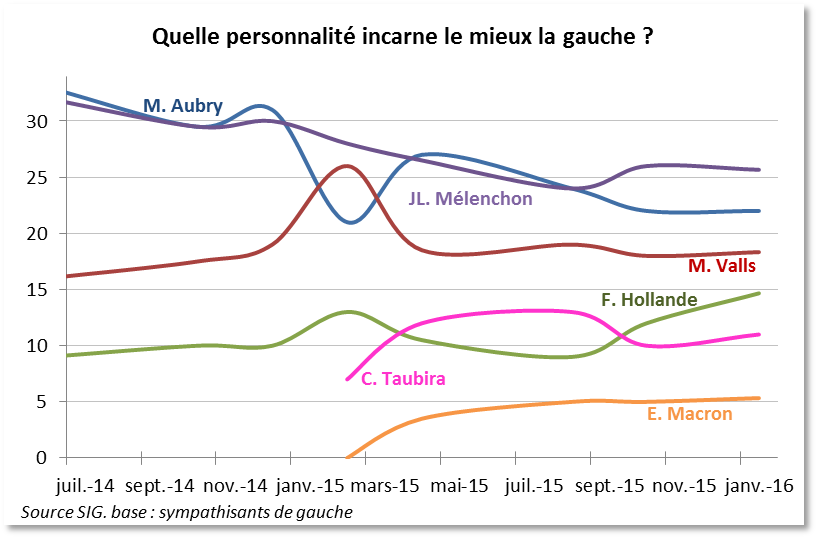 Quelle personnalité incarne le mieux la gauche ?
M. Aubry
30
25
JL. Mélenchon
20
M. Valls
15
F. Hollande
10
C. Taubira
5
E. Macron
0
juil.-14 sept.-14 nov.-14 janv.-15 mars-15 mai-15 juil.-15 sept.-15 nov.-15 janv.-16
Source SIG. base : sympathisants de gauche